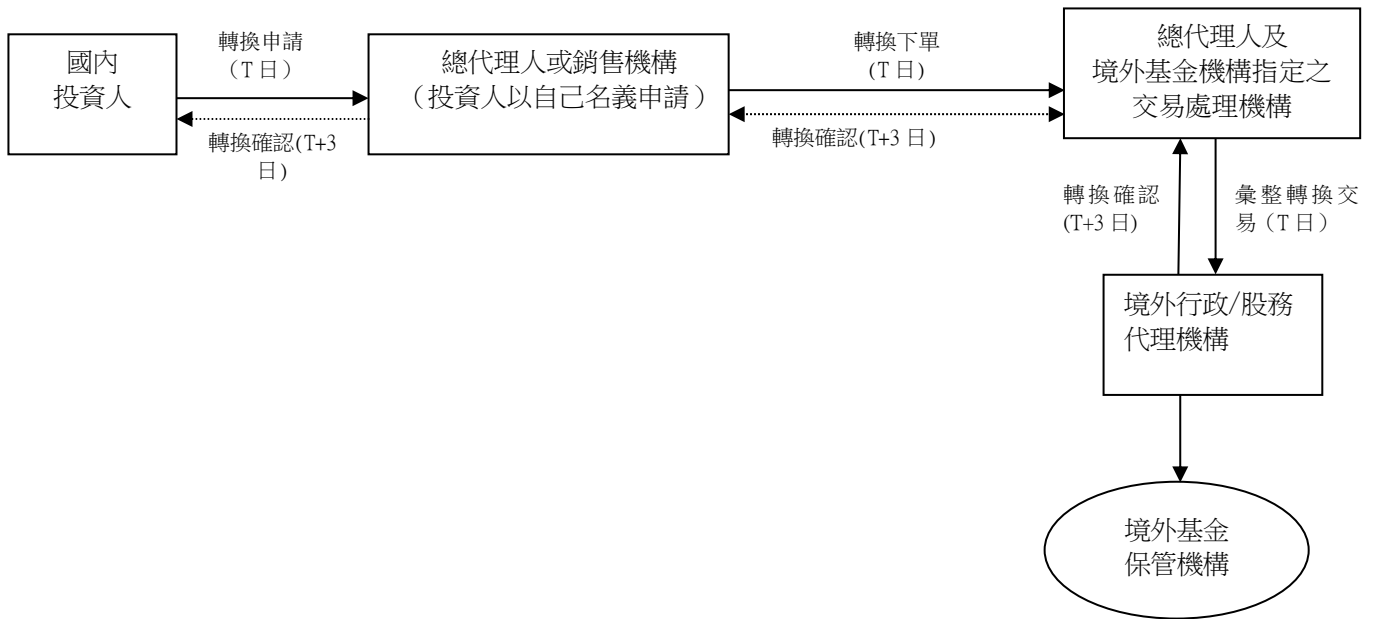 國內
投資人
轉換申請
（T 日）
轉換確認(T+3
日)
總代理人或銷售機構
（投資人以自己名義申請）
轉換下單
(T 日)
轉換確認(T+3 日)
總代理人及
境外基金機構指定之
交易處理機構
轉換確認
(T+3 日)
彙整轉換交
易（T 日）
境外行政/股務
代理機構
境外基金
保管機構